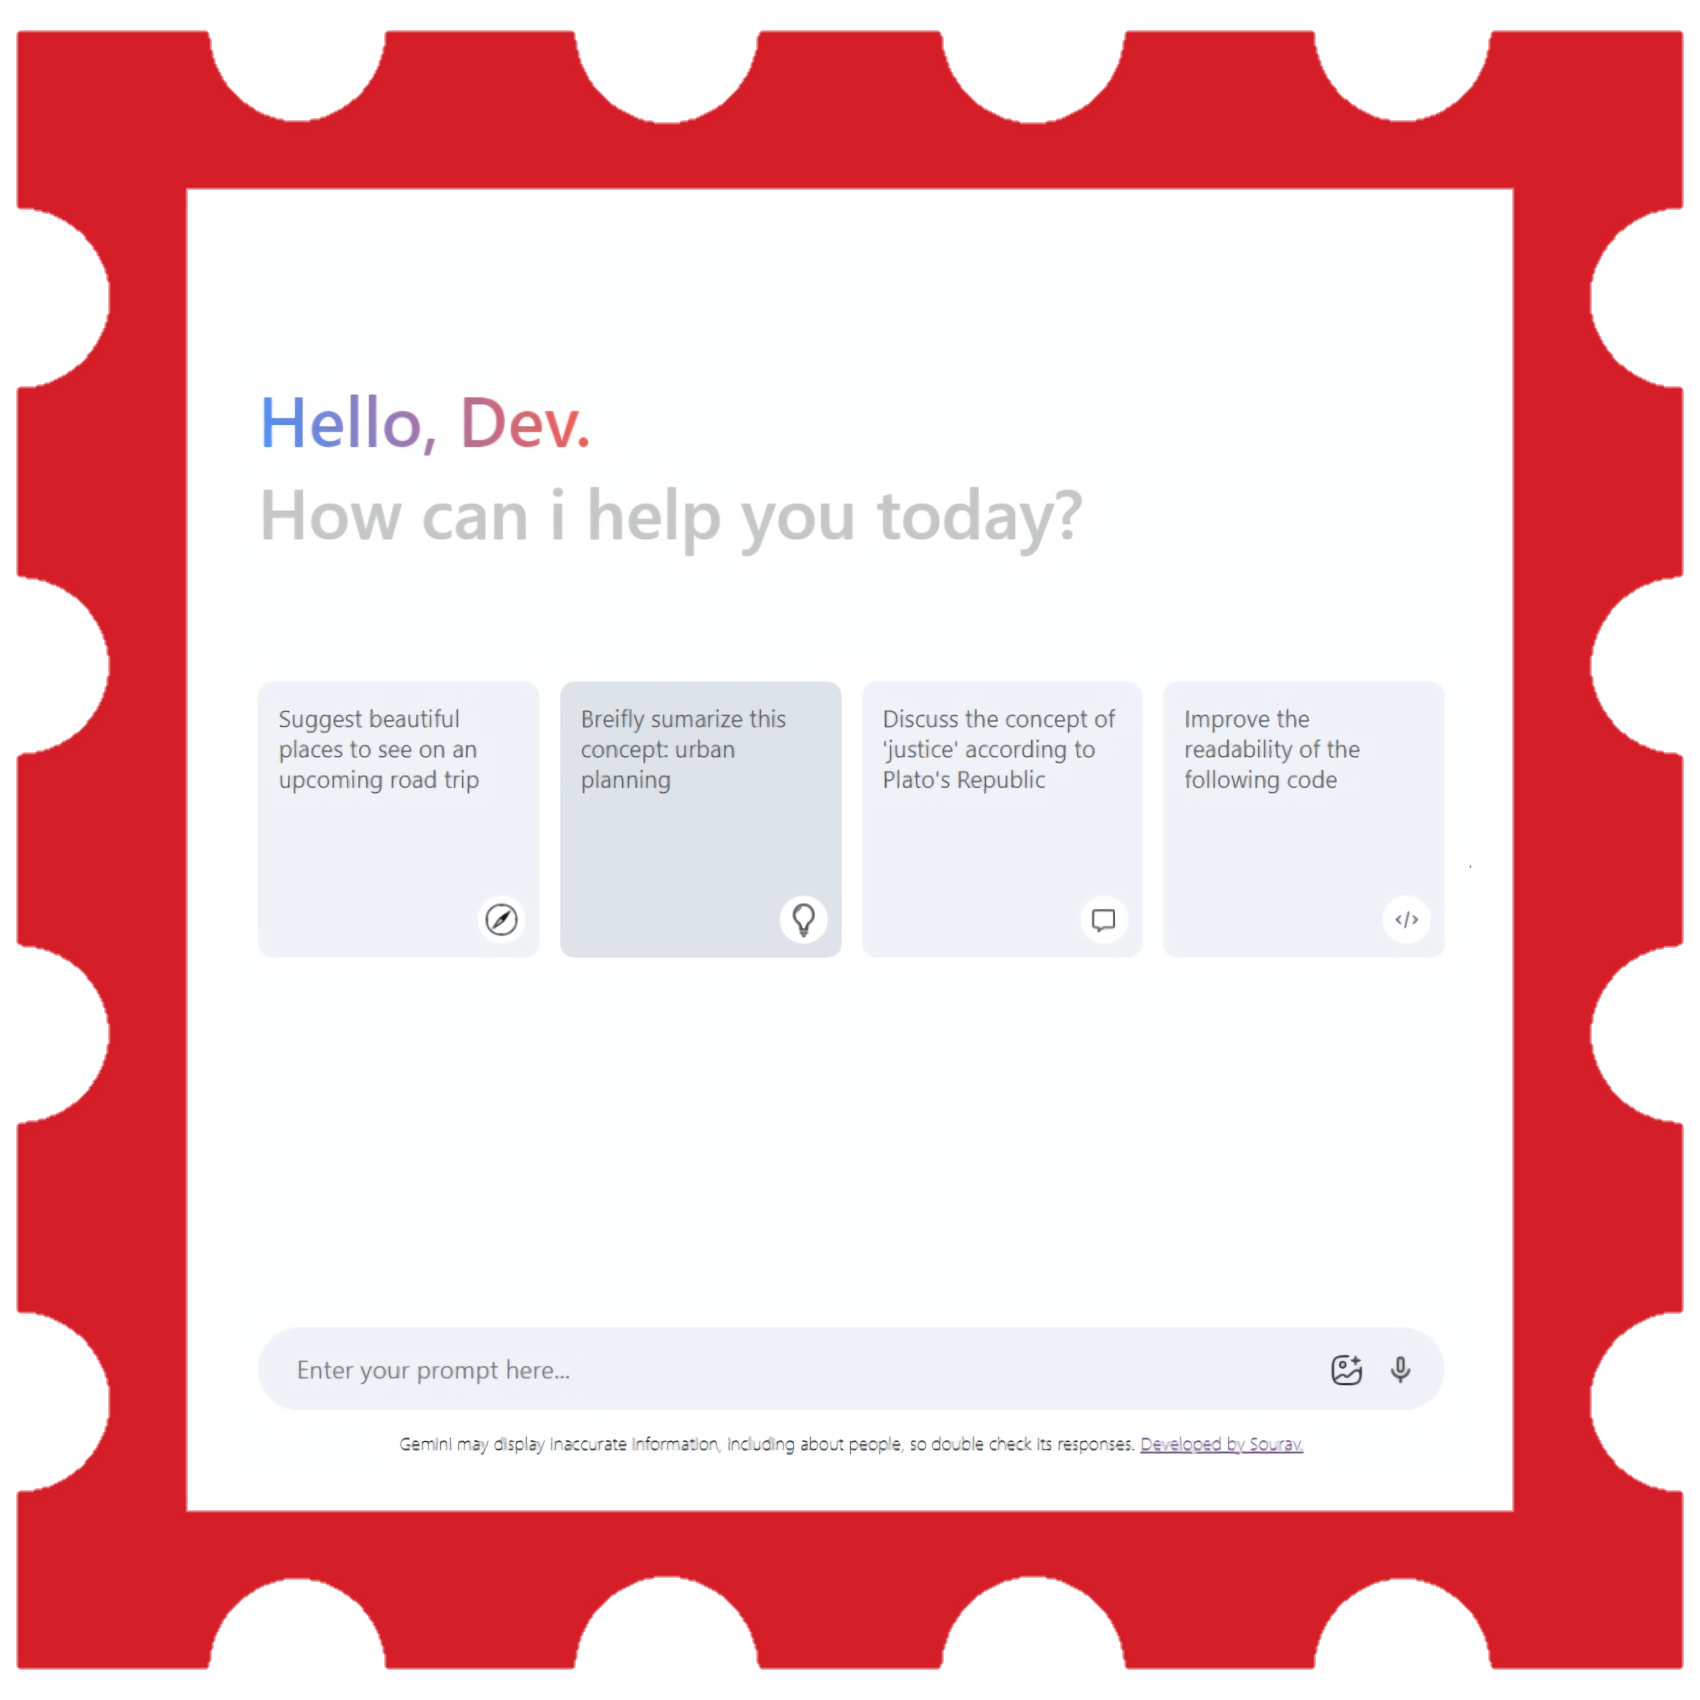 Hello, Dev.
How can i help you today?
Suggest beautiful
places to see on an
upcoming road trip
Breifly sumarize this
concept: urban
planning
Discuss the concept of
'justice' according to
Plato's Republic
Improve the
readability of the
following code
Enter your prompt here...
Gemini may display inaccurate information, including about people, so double check its responses. Developed by Sourav.